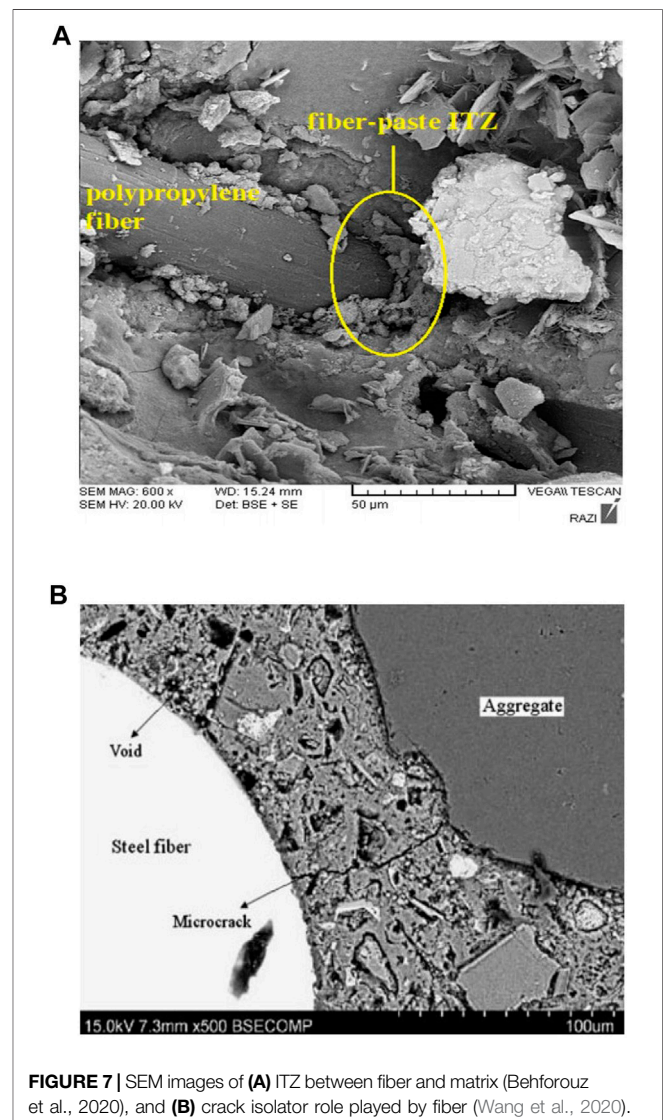 A
fiber-paste ITZ
polypropylene
fiber
SEM MAG: 600 x WD: 15.24 mm VEGA\\ TESCAN
SEM HV: 20.00 kV Det: BSE + SE 50 µm
RAZI
B
Aggregate
Void
Steel fiber
Microcrack
15.0kV 7.3mm x500 BSECOMP 100um
FIGURE 7 | SEM images of (A) ITZ between fiber and matrix (Behforouz
et al., 2020), and (B) crack isolator role played by fiber (Wang et al., 2020).